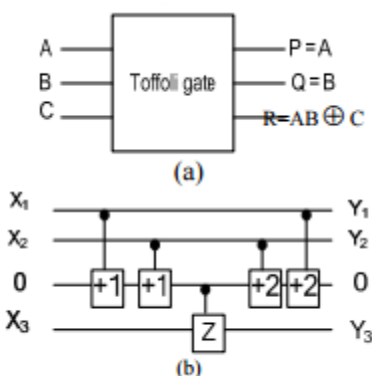 A
P=A
B
Toffoli gate
Q=B
C
R=AB⊕C
(a)
X₁
Y₁
X₂
Y₂
0
+1
+1
+2
+2
0
X₃
Z
Y₃
(b)